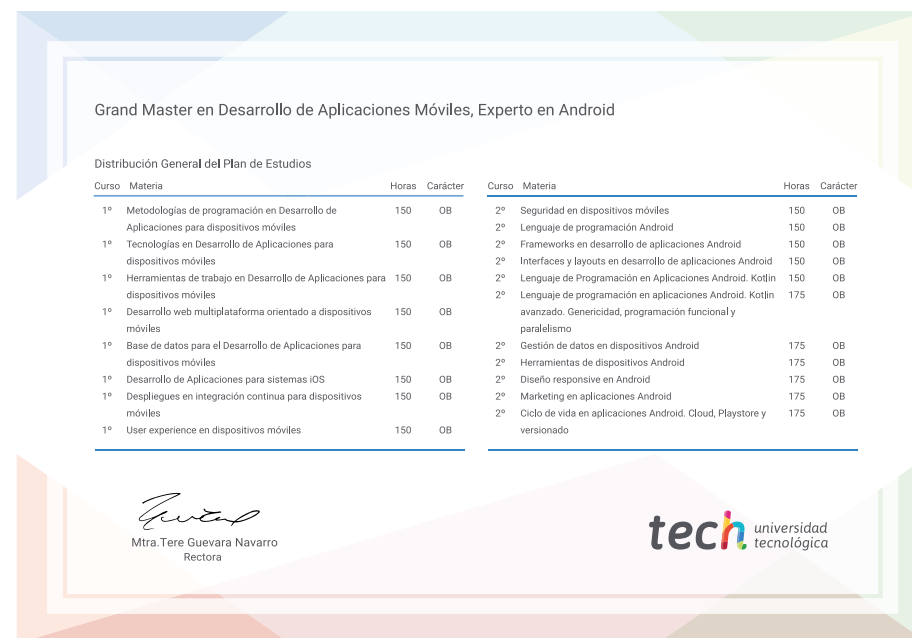 Grand Master en Desarrollo de Aplicaciones Móviles, Experto en Android
Distribución General del Plan de Estudios
Curso Materia Horas Carácter
1º Metodologías de programación en Desarrollo de 150 OB
Aplicaciones para dispositivos móviles
1º Tecnologías en Desarrollo de Aplicaciones para 150 OB
dispositivos móviles
1º Herramientas de trabajo en Desarrollo de Aplicaciones para 150 OB
dispositivos móviles
1º Desarrollo web multiplataforma orientado a dispositivos 150 OB
móviles
1º Base de datos para el Desarrollo de Aplicaciones para 150 OB
dispositivos móviles
1º Desarrollo de Aplicaciones para sistemas iOS 150 OB
1º Despliegues en integración continua para dispositivos 150 OB
móviles
1º User experience en dispositivos móviles 150 OB
Curso Materia Horas Carácter
2º Seguridad en dispositivos móviles 150 OB
2º Lenguaje de programación Android 150 OB
2º Frameworks en desarrollo de aplicaciones Android 150 OB
2º Interfaces y layouts en desarrollo de aplicaciones Android 150 OB
2º Lenguaje de Programación en Aplicaciones Android. Kotlin 150 OB
2º Lenguaje de programación en aplicaciones Android. Kotlin 175 OB
avanzado. Genericidad, programación funcional y
paralelismo
2º Gestión de datos en dispositivos Android 175 OB
2º Herramientas de dispositivos Android 175 OB
2º Diseño responsive en Android 175 OB
2º Marketing en aplicaciones Android 175 OB
2º Ciclo de vida en aplicaciones Android. Cloud, Playstore y 175 OB
versionado
Mtra.Tere Guevara Navarro
Rectora
tech universidad
tecnológica